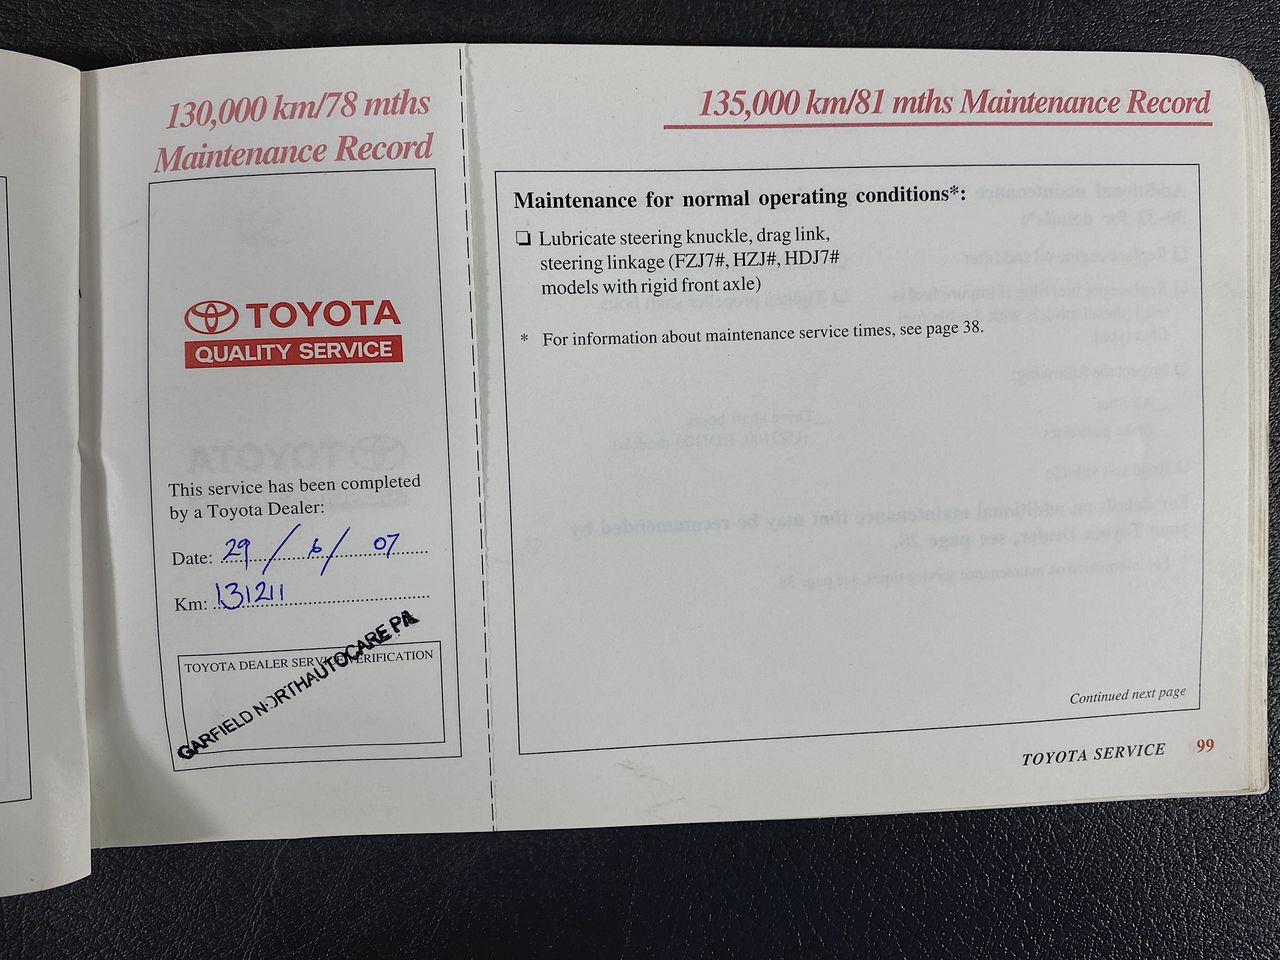 130,000 km/78 mths
Maintenance Record
TOYOTA
QUALITY SERVICE
This service has been completed
by a Toyota Dealer:
Date: 29 / 6 / 07
Km: 131211
TOYOTA DEALER SERVICE VERIFICATION
GARFIELD NORTHAUTOCARE PA
135,000 km/81 mths Maintenance Record
Maintenance for normal operating conditions*:
❏ Lubricate steering knuckle, drag link,
steering linkage (FZJ7#, HZJ#, HDJ7#
models with rigid front axle)
* For information about maintenance service times, see page 38.
Continued next page
TOYOTA SERVICE 99